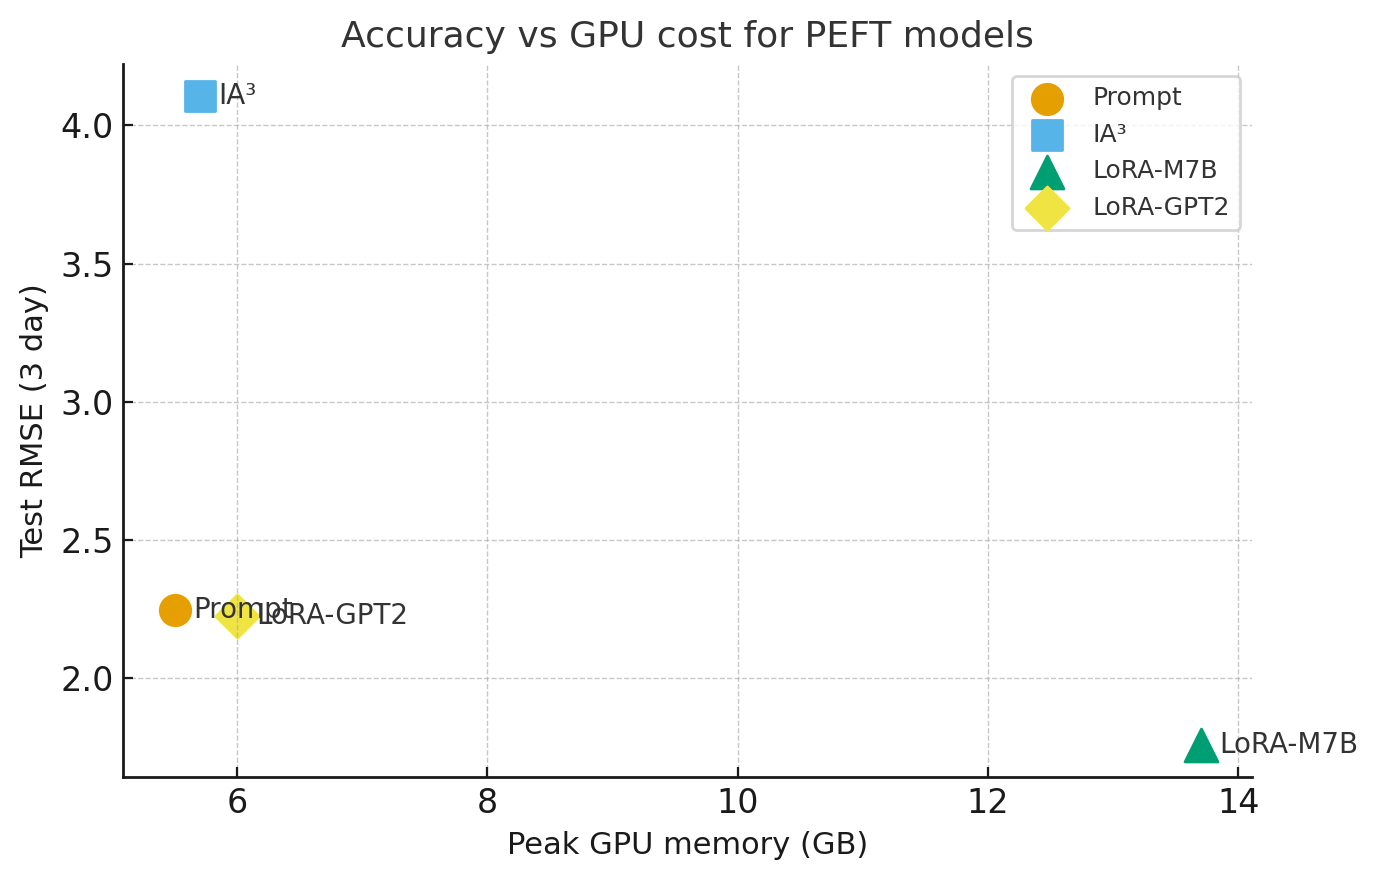 Accuracy vs GPU cost for PEFT models
Test RMSE (3 day)
4.0
3.5
3.0
2.5
2.0
IA³
Prompt
LoRA-GPT2
LoRA-M7B
Prompt
IA³
LoRA-M7B
LoRA-GPT2
6
8
10
12
14
Peak GPU memory (GB)